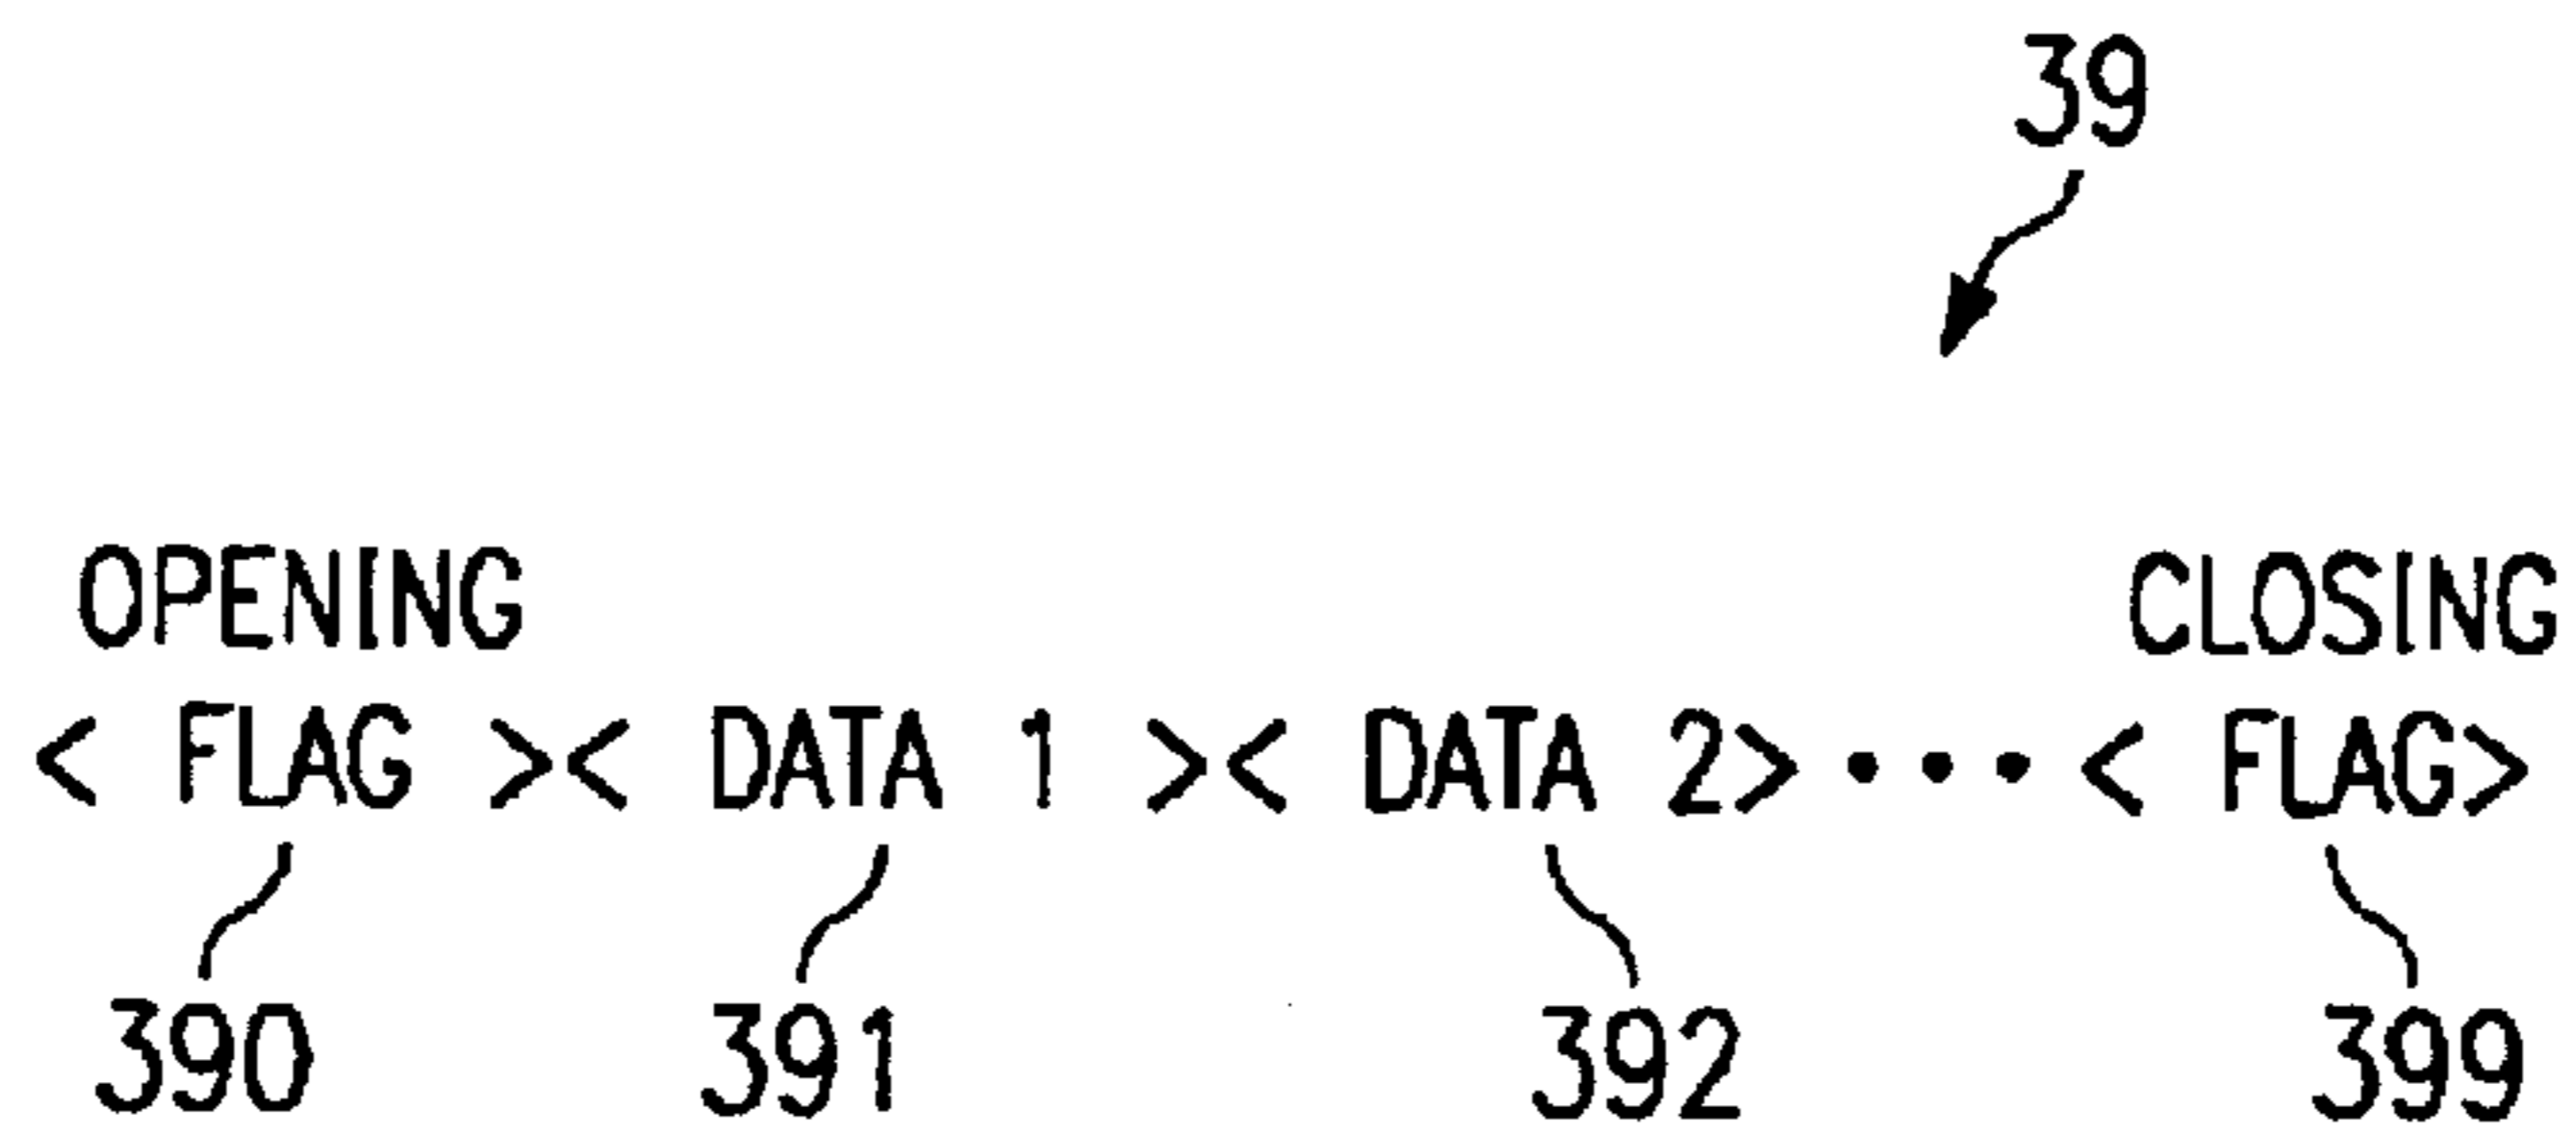 39
OPENING CLOSING
< FLAG >< DATA 1 >< DATA 2> • • • < FLAG>
390 391 392 399